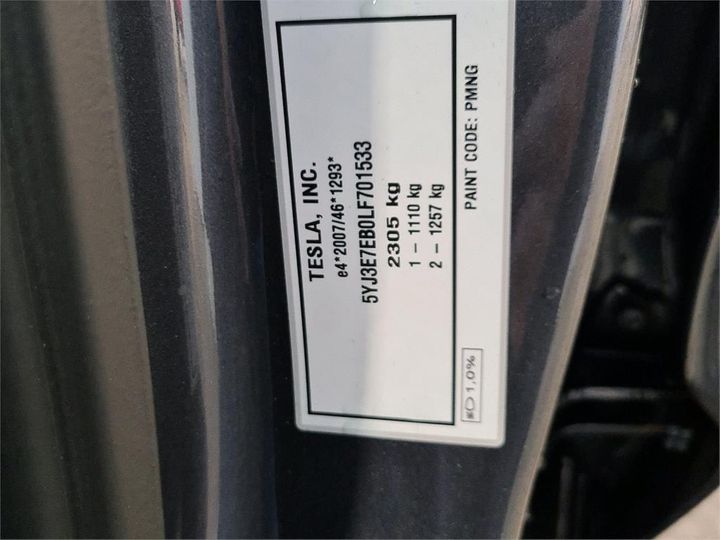 TESLA, INC.
e4*2007/46*1293*
5YJ3E7EB0LF701533
2305 kg
1 – 1110 kg
2 – 1257 kg
PAINT CODE: PMNG
1,0%